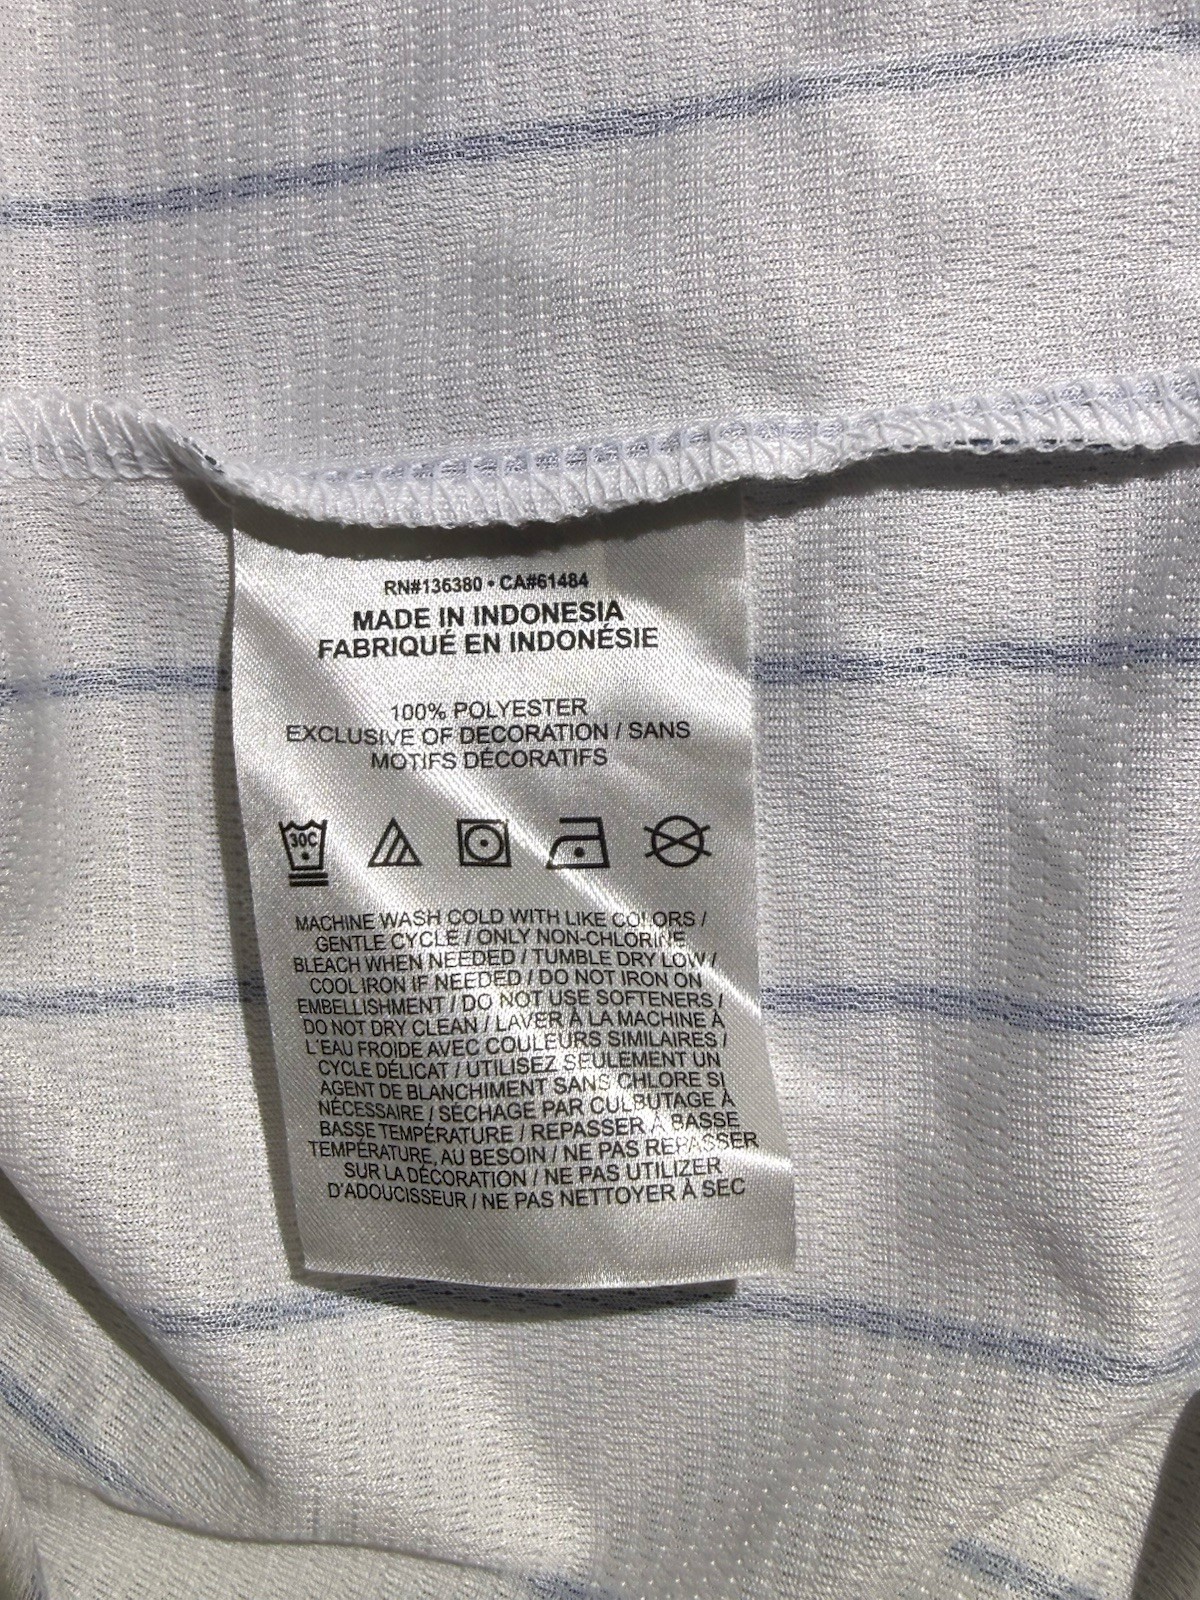 RN#136380 • CA#61484
MADE IN INDONESIA
FABRIQUÉ EN INDONÉSIE
100% POLYESTER
EXCLUSIVE OF DECORATION / SANS
MOTIFS DÉCORATIFS
30C
MACHINE WASH COLD WITH LIKE COLORS /
GENTLE CYCLE / ONLY NON-CHLORINE
BLEACH WHEN NEEDED / TUMBLE DRY LOW /
COOL IRON IF NEEDED / DO NOT IRON ON
EMBELLISHMENT / DO NOT USE SOFTENERS /
DO NOT DRY CLEAN / LAVER À LA MACHINE À
L'EAU FROIDE AVEC COULEURS SIMILAIRES /
CYCLE DÉLICAT / UTILISEZ SEULEMENT UN
AGENT DE BLANCHIMENT SANS CHLORE SI
NÉCESSAIRE / SÉCHAGE PAR CULBUTAGE À
BASSE TEMPÉRATURE / REPASSER À BASSE
TEMPÉRATURE, AU BESOIN / NE PAS REPASSER
SUR LA DÉCORATION / NE PAS UTILIZER
D'ADOUCISSEUR / NE PAS NETTOYER À SEC